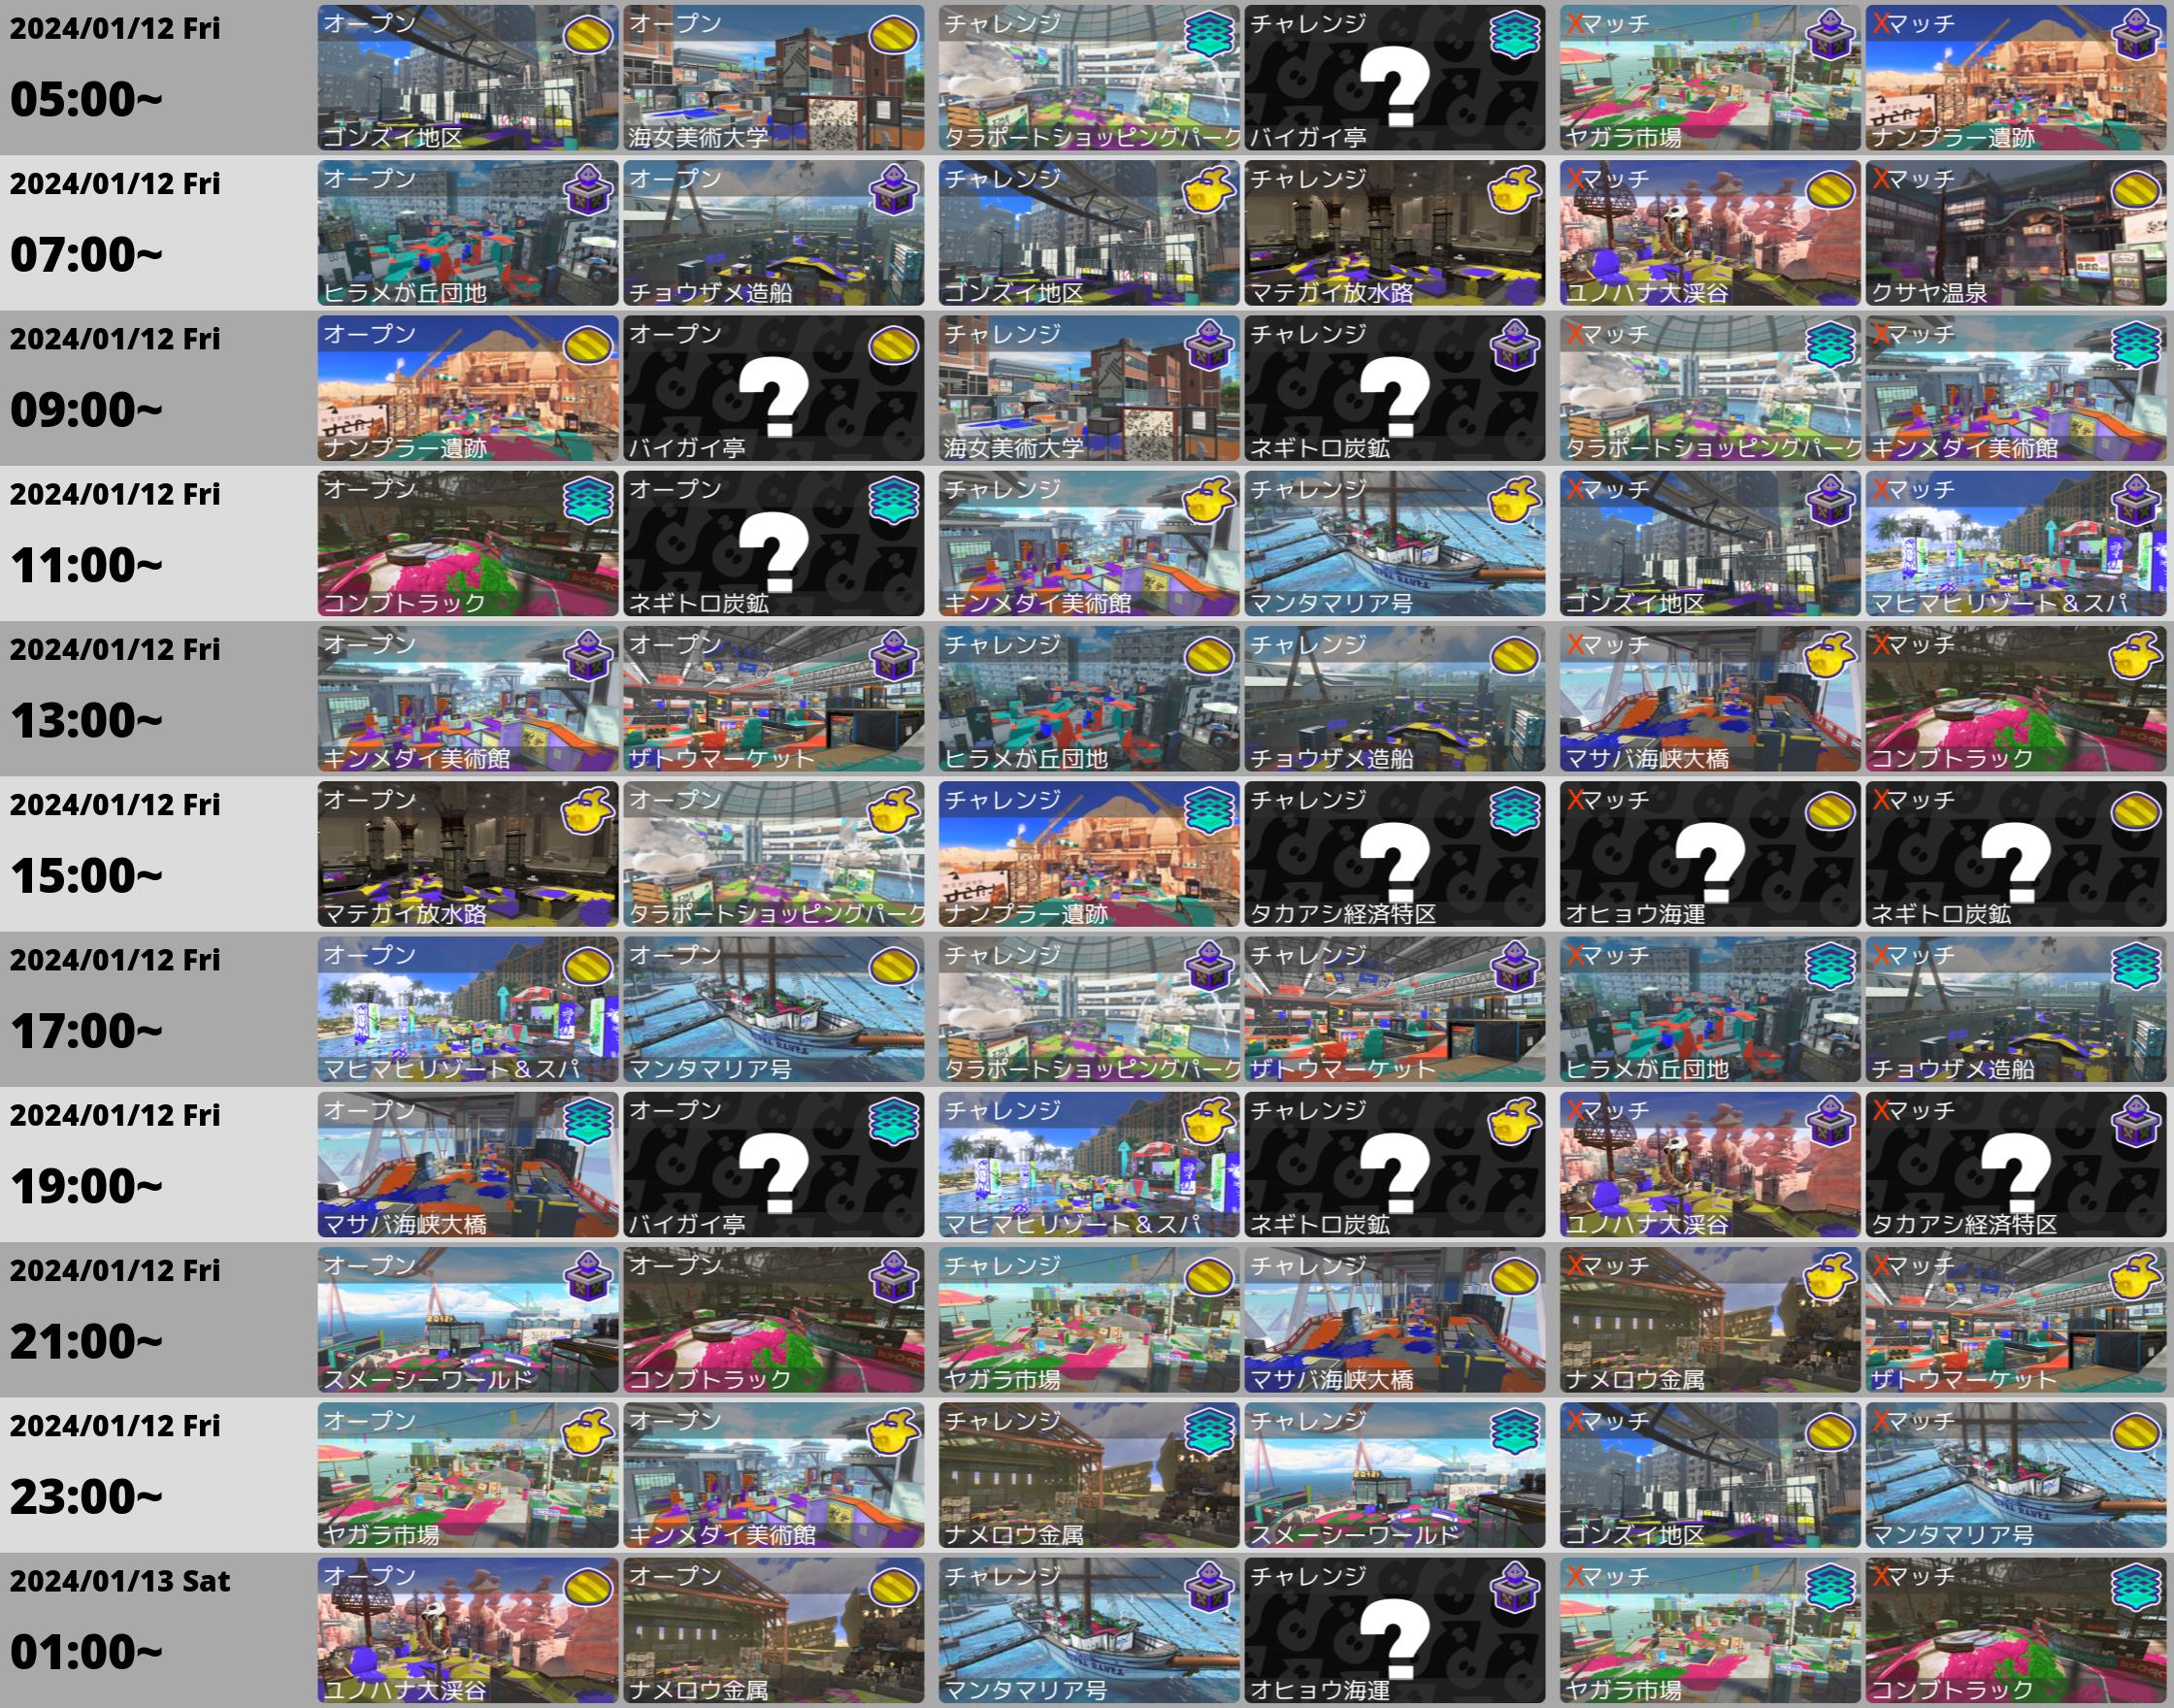 2024/01/12 Fri
05:00~
オープン
ゴンズイ地区
オープン
海女美術大学
チャレンジ
タラポートショッピングパーク
チャレンジ
バイガイ亭
Xマッチ
ヤガラ市場
Xマッチ
ナンプラー遺跡
2024/01/12 Fri
07:00~
オープン
ヒラメが丘団地
オープン
チョウザメ造船
チャレンジ
ゴンズイ地区
チャレンジ
マテガイ放水路
Xマッチ
ユノハナ大渓谷
Xマッチ
クサヤ温泉
2024/01/12 Fri
09:00~
オープン
ナンプラー遺跡
オープン
バイガイ亭
チャレンジ
海女美術大学
チャレンジ
ネギトロ炭鉱
Xマッチ
タラポートショッピングパーク
Xマッチ
キンメダイ美術館
2024/01/12 Fri
11:00~
オープン
コンブトラック
オープン
ネギトロ炭鉱
チャレンジ
キンメダイ美術館
チャレンジ
マンタマリア号
Xマッチ
ゴンズイ地区
Xマッチ
マヒマヒリゾート＆スパ
2024/01/12 Fri
13:00~
オープン
キンメダイ美術館
オープン
ザトウマーケット
チャレンジ
ヒラメが丘団地
チャレンジ
チョウザメ造船
Xマッチ
マサバ海峡大橋
Xマッチ
コンブトラック
2024/01/12 Fri
15:00~
オープン
マテガイ放水路
オープン
タラポートショッピングパーク
チャレンジ
ナンプラー遺跡
チャレンジ
タカアシ経済特区
Xマッチ
オヒョウ海運
Xマッチ
ネギトロ炭鉱
2024/01/12 Fri
17:00~
オープン
マヒマヒリゾート＆スパ
オープン
マンタマリア号
チャレンジ
タラポートショッピングパーク
チャレンジ
ザトウマーケット
Xマッチ
ヒラメが丘団地
Xマッチ
チョウザメ造船
2024/01/12 Fri
19:00~
オープン
マサバ海峡大橋
オープン
バイガイ亭
チャレンジ
マヒマヒリゾート＆スパ
チャレンジ
ネギトロ炭鉱
Xマッチ
ユノハナ大渓谷
Xマッチ
タカアシ経済特区
2024/01/12 Fri
21:00~
オープン
スメーシーワールド
オープン
コンブトラック
チャレンジ
ヤガラ市場
チャレンジ
マサバ海峡大橋
Xマッチ
ナメロウ金属
Xマッチ
ザトウマーケット
2024/01/12 Fri
23:00~
オープン
ヤガラ市場
オープン
キンメダイ美術館
チャレンジ
ナメロウ金属
チャレンジ
スメーシーワールド
Xマッチ
ゴンズイ地区
Xマッチ
マンタマリア号
2024/01/13 Sat
01:00~
オープン
ユノハナ大渓谷
オープン
ナメロウ金属
チャレンジ
マンタマリア号
チャレンジ
オヒョウ海運
Xマッチ
ヤガラ市場
Xマッチ
コンブトラック